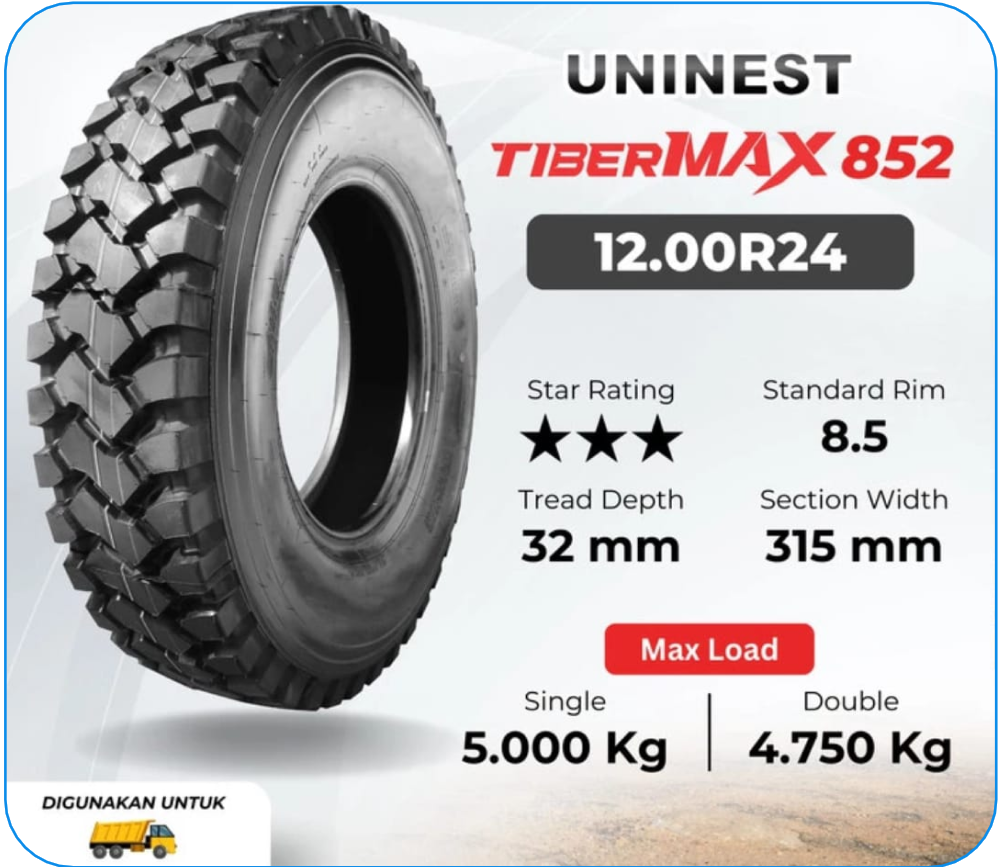 UNINEST
TIBERMAX 852
12.00R24
Star Rating
Standard Rim
8.5
Tread Depth
32 mm
Section Width
315 mm
Max Load
Single
5.000 Kg
Double
4.750 Kg
DIGUNAKAN UNTUK